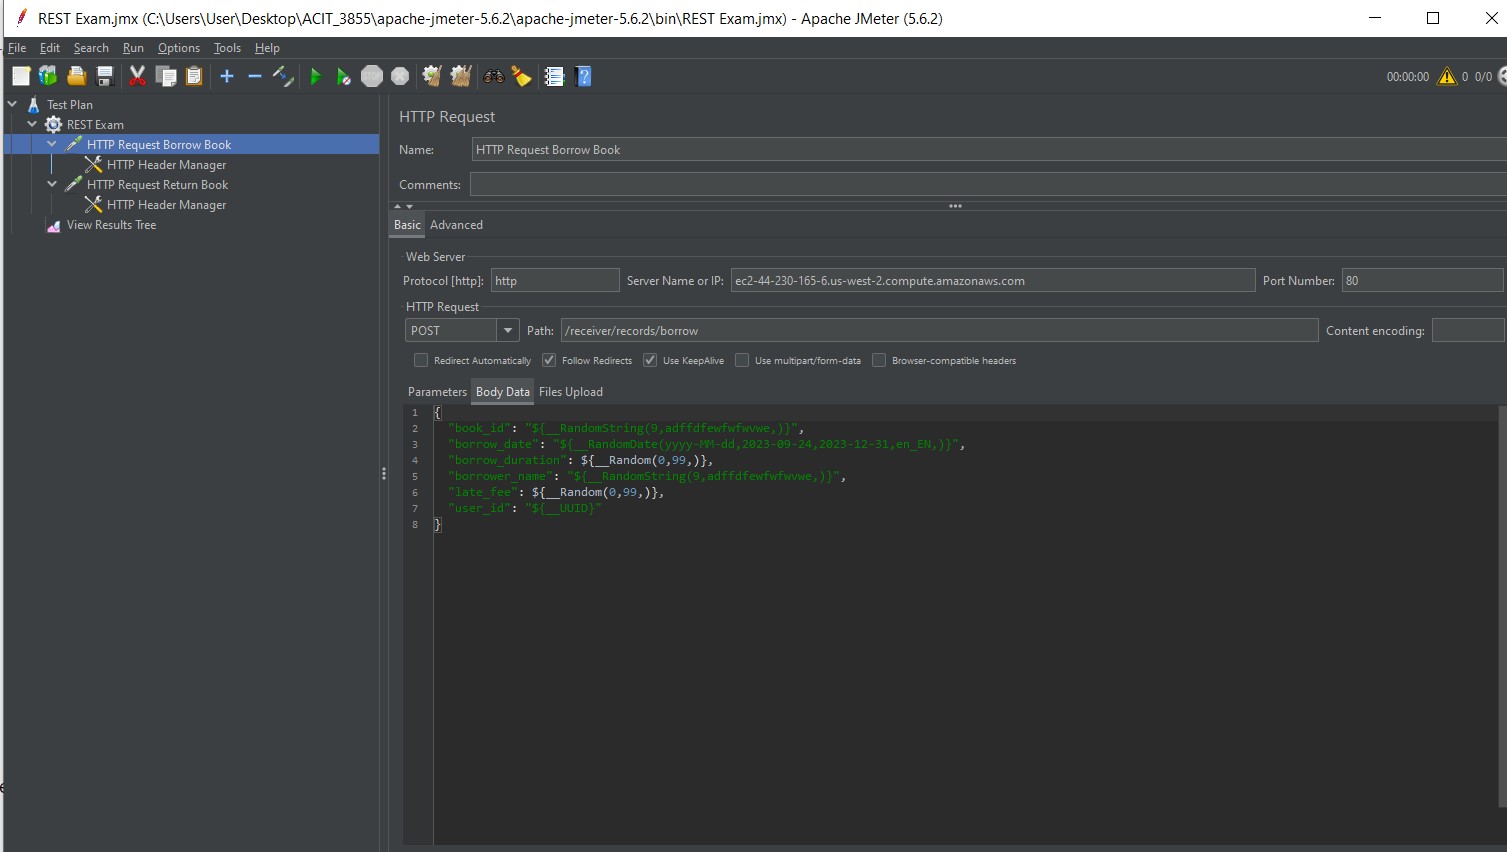 REST Exam.jmx (C:\Users\User\Desktop\ACIT_3855\apache-jmeter-5.6.2\apache-jmeter-5.6.2\bin\REST Exam.jmx) - Apache JMeter (5.6.2)
File Edit Search Run Options Tools Help
STOP 00:00:00 0 0/0
Test Plan
REST Exam
HTTP Request Borrow Book
HTTP Header Manager
HTTP Request Return Book
HTTP Header Manager
View Results Tree
HTTP Request
Name: HTTP Request Borrow Book
Comments:
Basic Advanced
Web Server
Protocol [http]: http Server Name or IP: ec2-44-230-165-6.us-west-2.compute.amazonaws.com Port Number: 80
HTTP Request
POST Path: /receiver/records/borrow Content encoding:
Redirect Automatically Follow Redirects Use KeepAlive Use multipart/form-data Browser-compatible headers
Parameters Body Data Files Upload
1 {
2 "book_id": "${__RandomString(9,adffdfewfwfwvwe,)}",
3 "borrow_date": "${__RandomDate(yyyy-MM-dd,2023-09-24,2023-12-31,en_EN,)}",
4 "borrow_duration": ${__Random(0,99,)},
5 "borrower_name": "${__RandomString(9,adffdfewfwfwvwe,)}",
6 "late_fee": ${__Random(0,99,)},
7 "user_id": "${__UUID}"
8 }